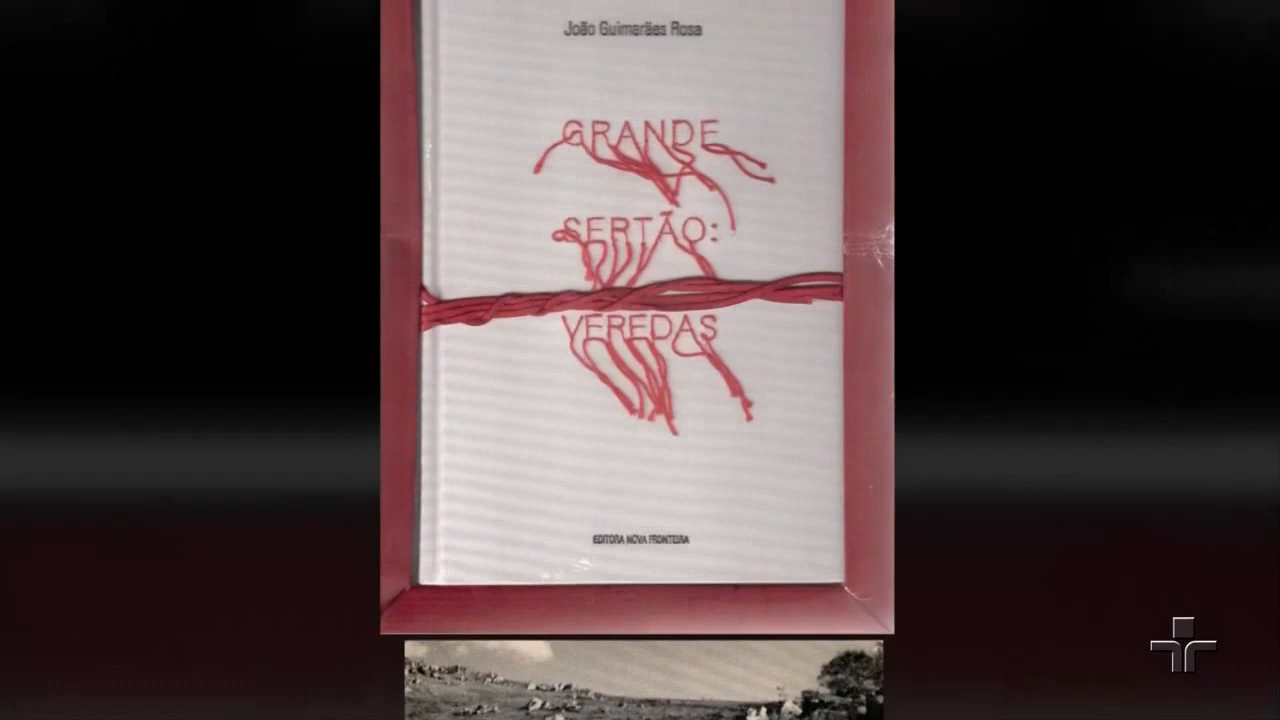 João Guimarães Rosa
GRANDE
SERTÃO:
VEREDAS
EDITORA NOVA FRONTEIRA